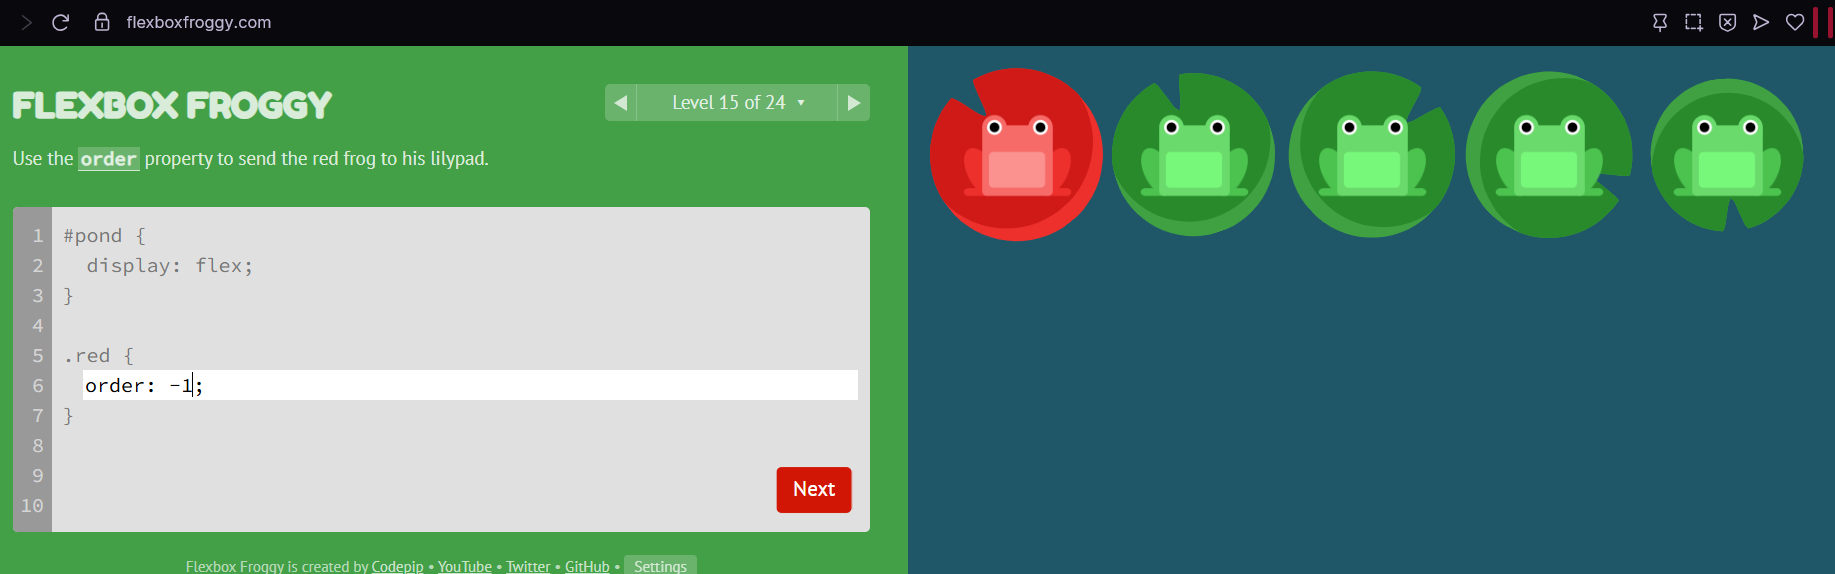 flexboxfroggy.com
FLEXBOX FROGGY
Level 15 of 24 ▾
Use the order property to send the red frog to his lilypad.
1 #pond {
2   display: flex;
3 }
4
5 .red {
6   order: -1;
7 }
8
9
10
Next
Flexbox Froggy is created by Codepip • YouTube • Twitter • GitHub • Settings